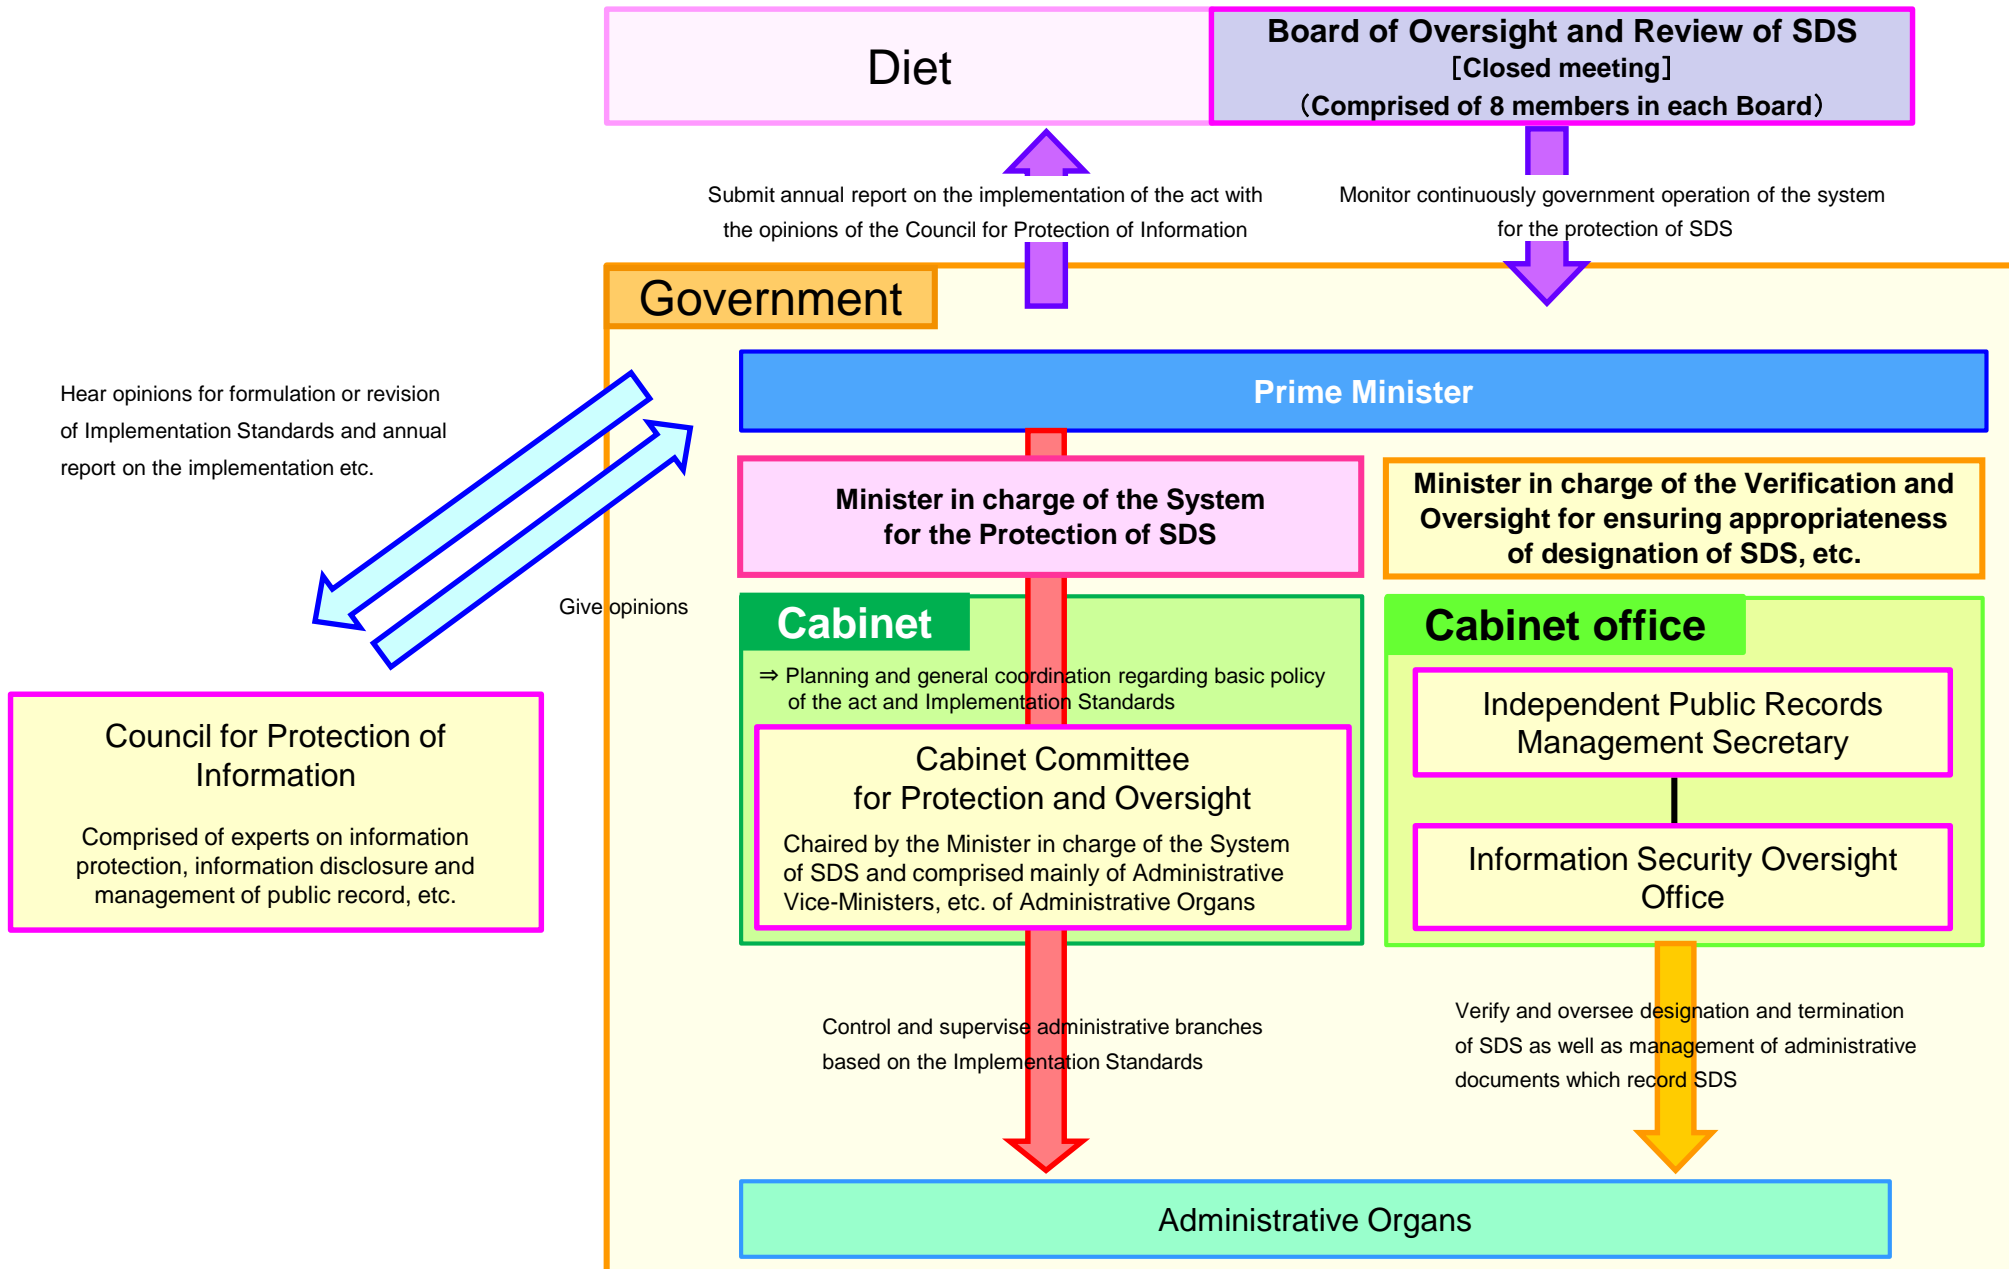 Diet
Board of Oversight and Review of SDS
［Closed meeting］
（Comprised of 8 members in each Board）
Submit annual report on the implementation of the act with
the opinions of the Council for Protection of Information
Monitor continuously government operation of the system
for the protection of SDS
Government
Prime Minister
Hear opinions for formulation or revision
of Implementation Standards and annual
report on the implementation etc.
Give opinions
Minister in charge of the System
for the Protection of SDS
Minister in charge of the Verification and
Oversight for ensuring appropriateness
of designation of SDS, etc.
Cabinet
⇒ Planning and general coordination regarding basic policy
of the act and Implementation Standards
Cabinet Committee
for Protection and Oversight
Chaired by the Minister in charge of the System
of SDS and comprised mainly of Administrative
Vice-Ministers, etc. of Administrative Organs
Cabinet office
Independent Public Records
Management Secretary
Information Security Oversight
Office
Council for Protection of
Information
Comprised of experts on information
protection, information disclosure and
management of public record, etc.
Control and supervise administrative branches
based on the Implementation Standards
Verify and oversee designation and termination
of SDS as well as management of administrative
documents which record SDS
Administrative Organs